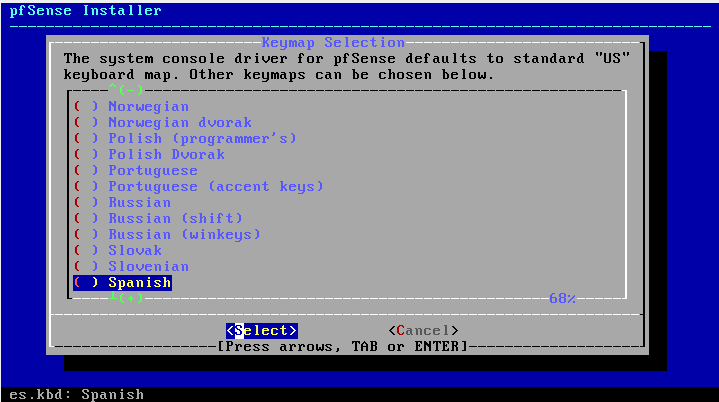 pfSense Installer
Keymap Selection
The system console driver for pfSense defaults to standard "US"
keyboard map. Other keymaps can be chosen below.
^(-)
( ) Norwegian
( ) Norwegian dvorak
( ) Polish (programmer's)
( ) Polish Dvorak
( ) Portuguese
( ) Portuguese (accent keys)
( ) Russian
( ) Russian (shift)
( ) Russian (winkeys)
( ) Slovak
( ) Slovenian
( ) Spanish
(+) 68%
<Select> <Cancel>
[Press arrows, TAB or ENTER]
es.kbd: Spanish